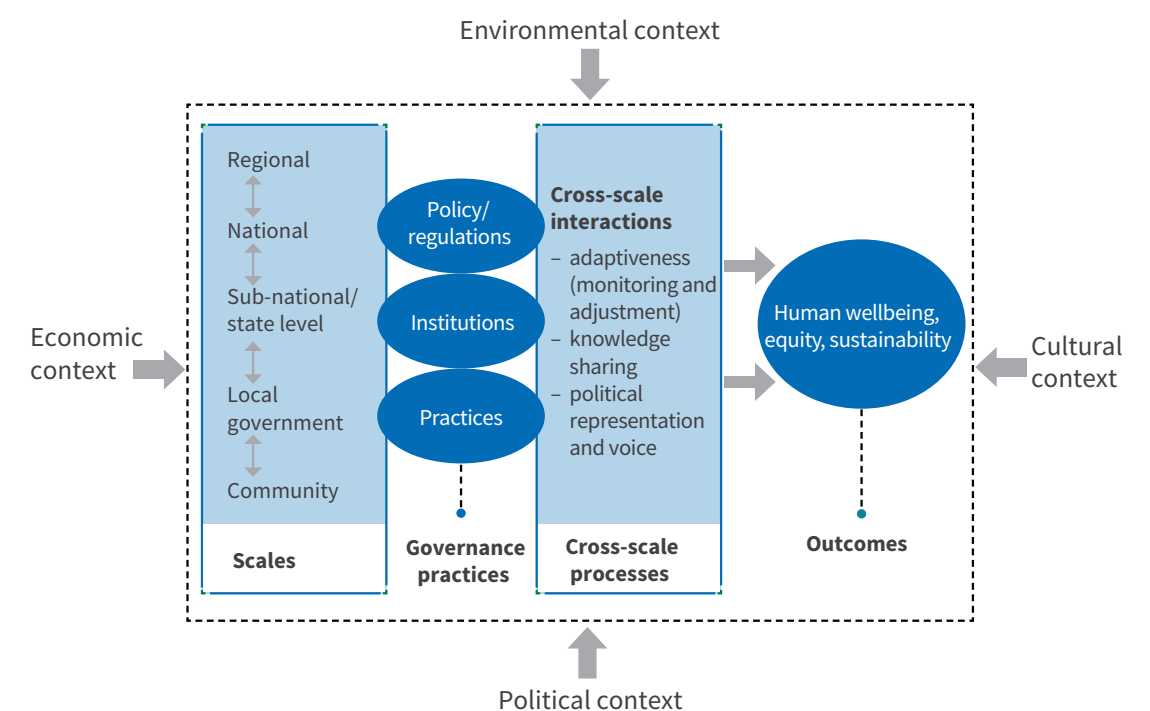 Environmental context
Economic
context
Regional
National
Sub-national/
state level
Local
government
Community
Scales
Policy/
regulations
Institutions
Practices
Governance
practices
Cross-scale
interactions
– adaptiveness
(monitoring and
adjustment)
– knowledge
sharing
– political
representation
and voice
Cross-scale
processes
Human wellbeing,
equity, sustainability
Outcomes
Cultural
context
Political context